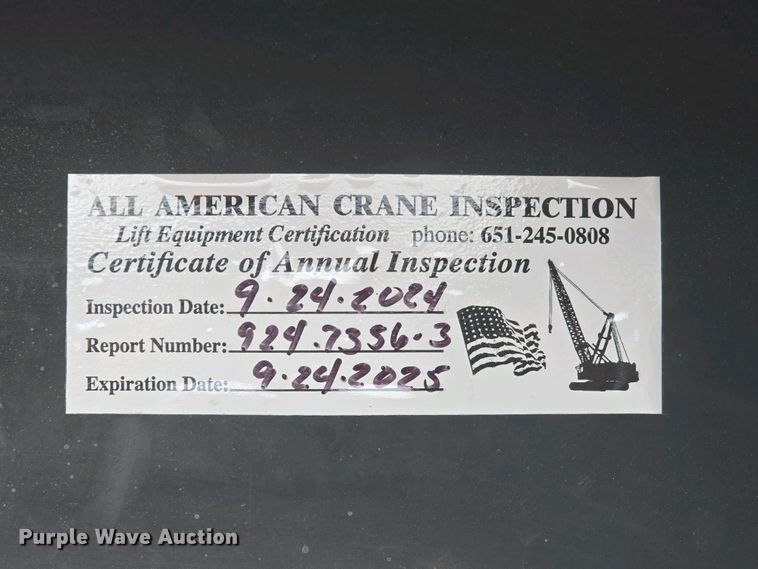 ALL AMERICAN CRANE INSPECTION
Lift Equipment Certification phone: 651-245-0808
Certificate of Annual Inspection
Inspection Date: 9.24.2024
Report Number: 924.7356.3
Expiration Date: 9.24.2025
Purple Wave Auction